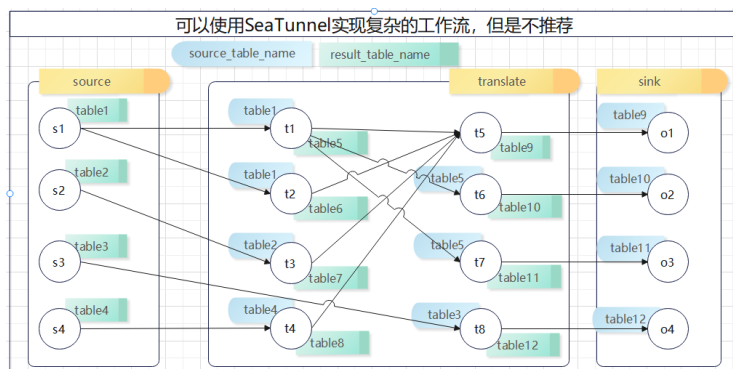 可以使用SeaTunnel实现复杂的工作流，但是不推荐
source_table_name result_table_name
source translate sink
table1 table1 table9
s1 t1 t5 o1
table5 table9
table2 table1 table5 table10
s2 t2 t6 o2
table6 table10
table3 table2 table5 table11
s3 t3 t7 o3
table7 table11
table4 table4 table3 table12
s4 t4 t8 o4
table8 table12